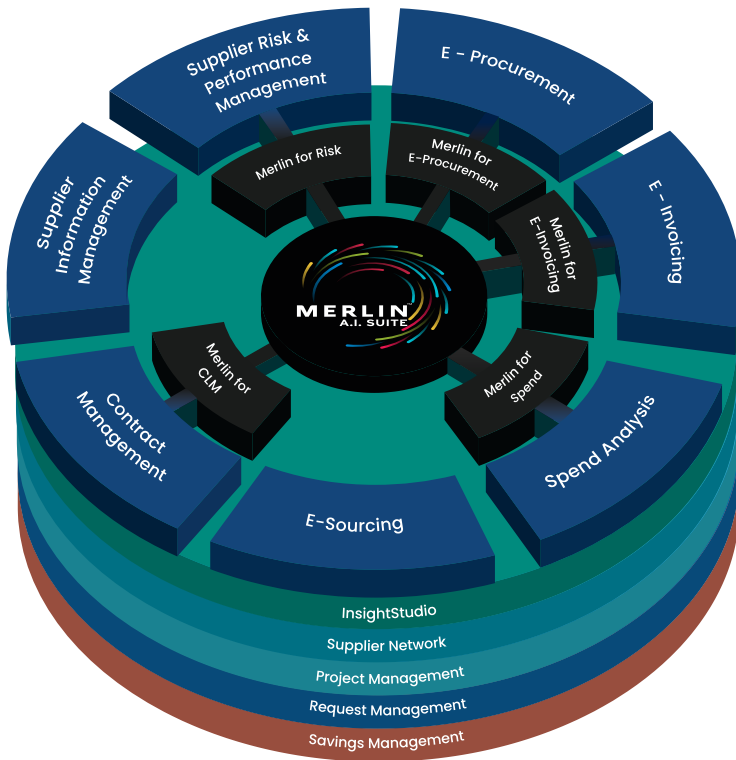 Supplier Risk &
Performance
Management
E - Procurement
E - Invoicing
Supplier
Information
Management
Merlin for Risk
Merlin for
E-Procurement
Merlin for
E-Invoicing
MERLIN
A.I. SUITE
Merlin for
CLM
Merlin for
Spend
Contract
Management
E-Sourcing
Spend Analysis
InsightStudio
Supplier Network
Project Management
Request Management
Savings Management